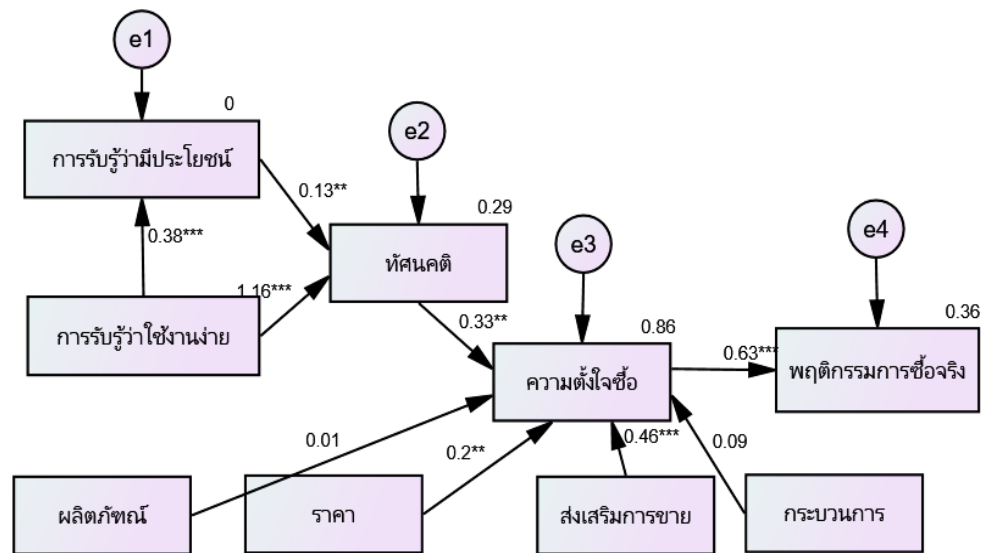 e1
0
การรับรู้ว่ามีประโยชน์
e2
0.13**
0.29
0.38***
ทัศนคติ
e3
e4
1.16***
การรับรู้ว่าใช้งานง่าย
0.33**
0.86
0.36
0.63***
ความตั้งใจซื้อ
พฤติกรรมการซื้อจริง
0.01
0.2**
0.46***
0.09
ผลิตภัฑณ์
ราคา
ส่งเสริมการขาย
กระบวนการ